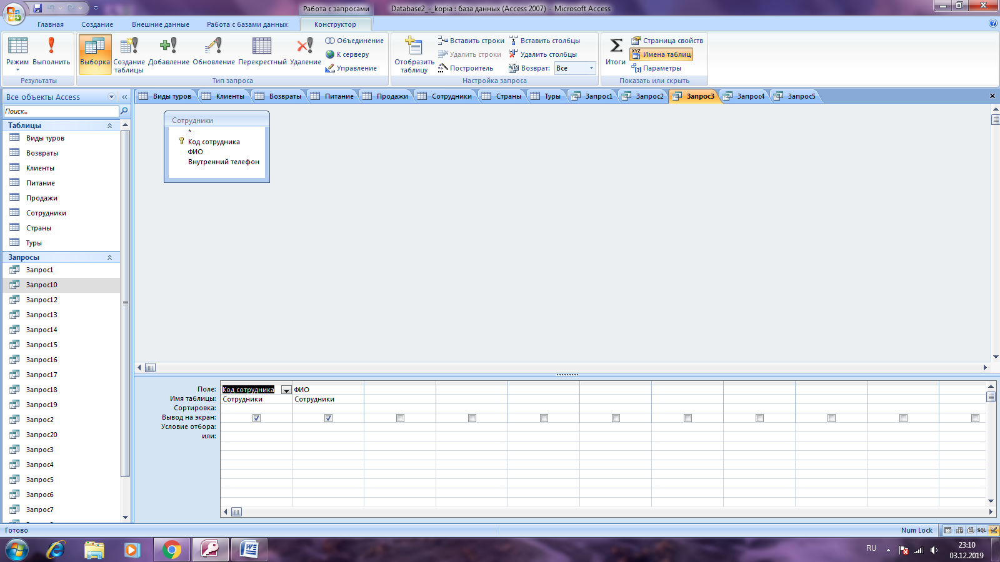 Работа с запросами
Database2_-_kopia : база данных (Access 2007) - Microsoft Access
Главная Создание Внешние данные Работа с базами данных Конструктор
Режим Выполнить
Результаты
Выборка Создание таблицы Добавление Обновление Перекрестный Удаление
Объединение
К серверу
Управление
Тип запроса
Отобразить таблицу
Вставить строки
Удалить строки
Построитель
Вставить столбцы
Удалить столбцы
Возврат: Все
Настройка запроса
Итоги
XYZ
Страница свойств
Имена таблиц
Параметры
Показать или скрыть
Все объекты Access
Поиск...
Таблицы
Виды туров
Возвраты
Клиенты
Питание
Продажи
Сотрудники
Страны
Туры
Запросы
Запрос1
Запрос10
Запрос12
Запрос13
Запрос14
Запрос15
Запрос16
Запрос17
Запрос18
Запрос19
Запрос2
Запрос20
Запрос3
Запрос4
Запрос5
Запрос6
Запрос7
Виды туров Клиенты Возвраты Питание Продажи Сотрудники Страны Туры Запрос1 Запрос2 Запрос3 Запрос4 Запрос5
Сотрудники
*
Код сотрудника
ФИО
Внутренний телефон
Поле: Код сотрудника ФИО
Имя таблицы: Сотрудники Сотрудники
Сортировка:
Вывод на экран:
Условие отбора:
или:
Готово
Num Lock
SQL
RU
23:10
03.12.2019